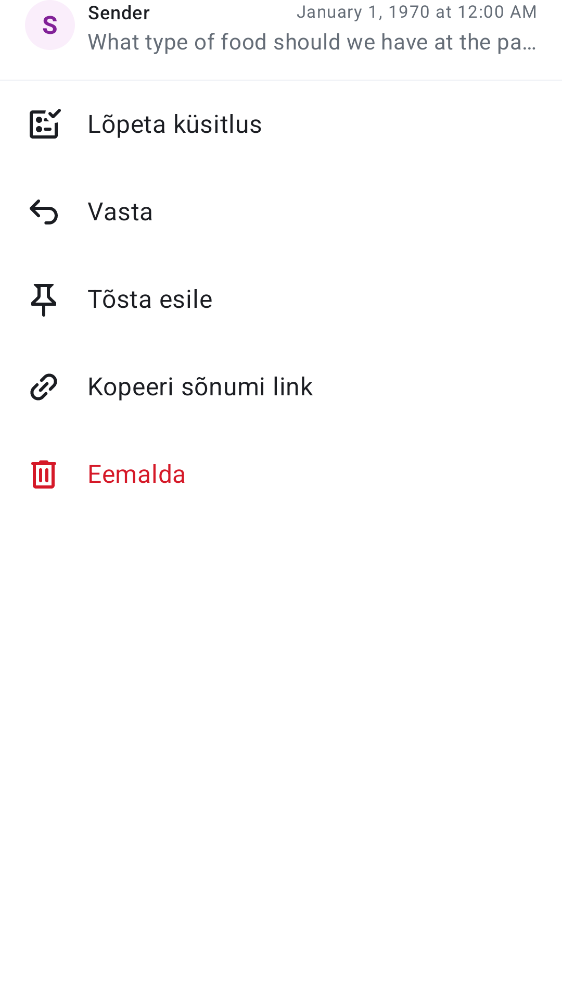 S
Sender
January 1, 1970 at 12:00 AM
What type of food should we have at the pa…
Lõpeta küsitlus
Vasta
Tõsta esile
Kopeeri sõnumi link
Eemalda